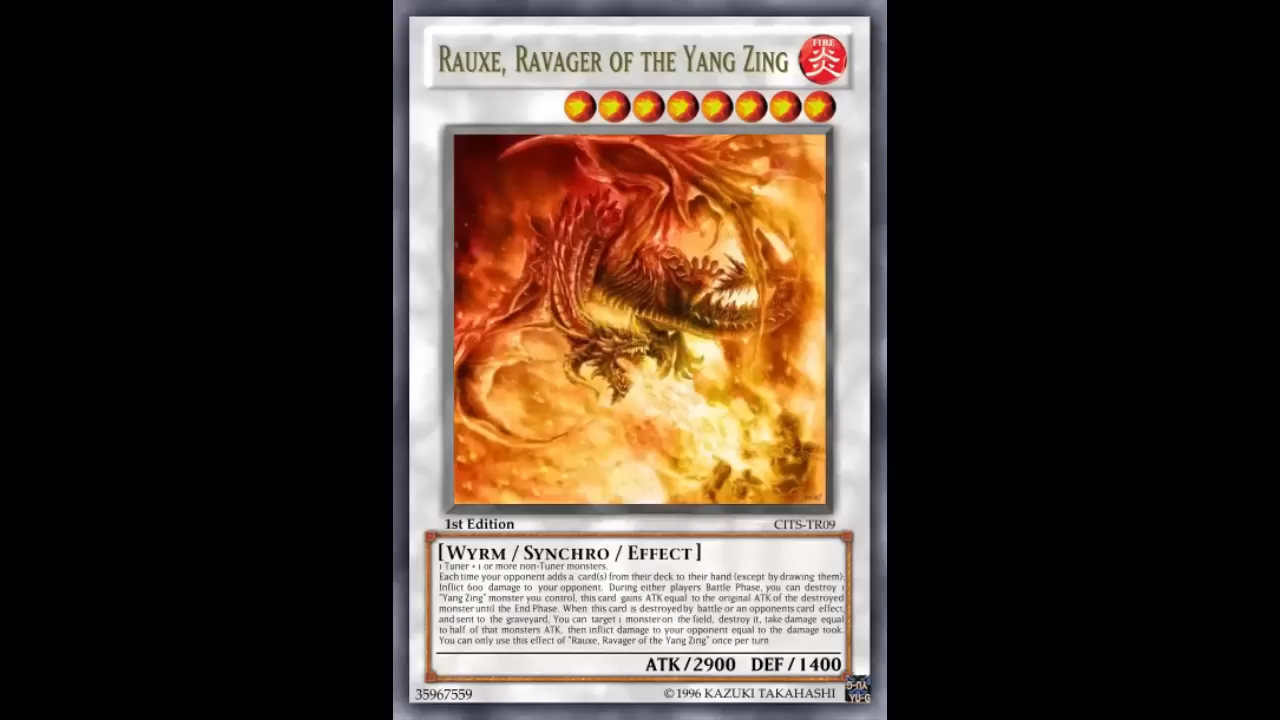 Rauxe, Ravager of the Yang Zing
FIRE
炎
1st Edition
CITS-TR09
[Wyrm / Synchro / Effect]
1 Tuner + 1 or more non-Tuner monsters.
Each time your opponent adds a card(s) from their deck to their hand (except by drawing them);
Inflict 600 damage to your opponent. During either players Battle Phase, you can destroy 1
"Yang Zing" monster you control, this card gains ATK equal to the original ATK of the destroyed
monster until the End Phase. When this card is destroyed by battle or an opponents card effect,
and sent to the graveyard, You can target 1 monster on the field, destroy it, take damage equal
to half of that monsters ATK, then inflict damage to your opponent equal to the damage took.
You can only use this effect of "Rauxe, Ravager of the Yang Zing" once per turn
ATK/2900 DEF/1400
35967559
©1996 KAZUKI TAKAHASHI